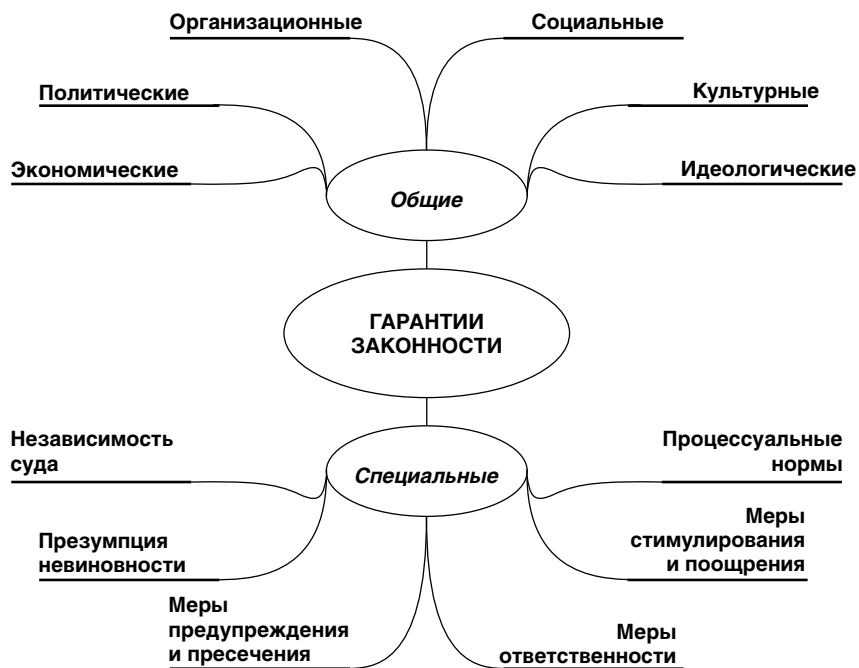 Организационные
Социальные
Политические
Культурные
Экономические
Идеологические
Общие
ГАРАНТИИ
ЗАКОННОСТИ
Независимость
суда
Специальные
Процессуальные
нормы
Презумпция
невиновности
Меры
стимулирования
и поощрения
Меры
предупреждения
и пресечения
Меры
ответственности